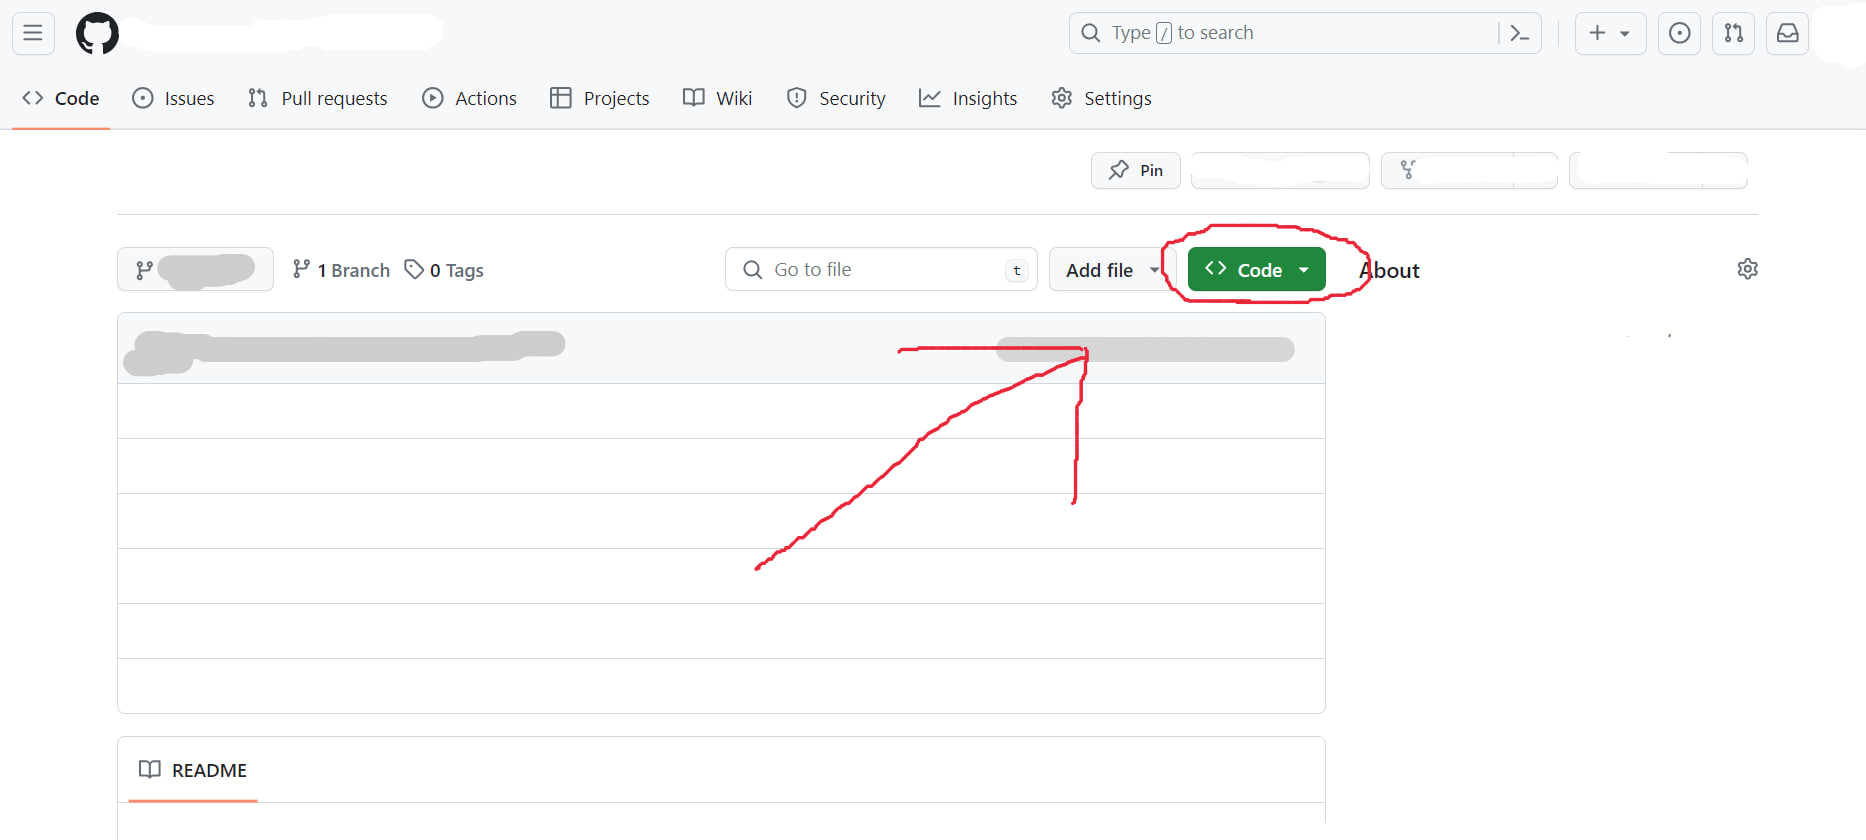 Type / to search
Code Issues Pull requests Actions Projects Wiki Security Insights Settings
Pin
1 Branch 0 Tags Go to file t Add file Code About
README